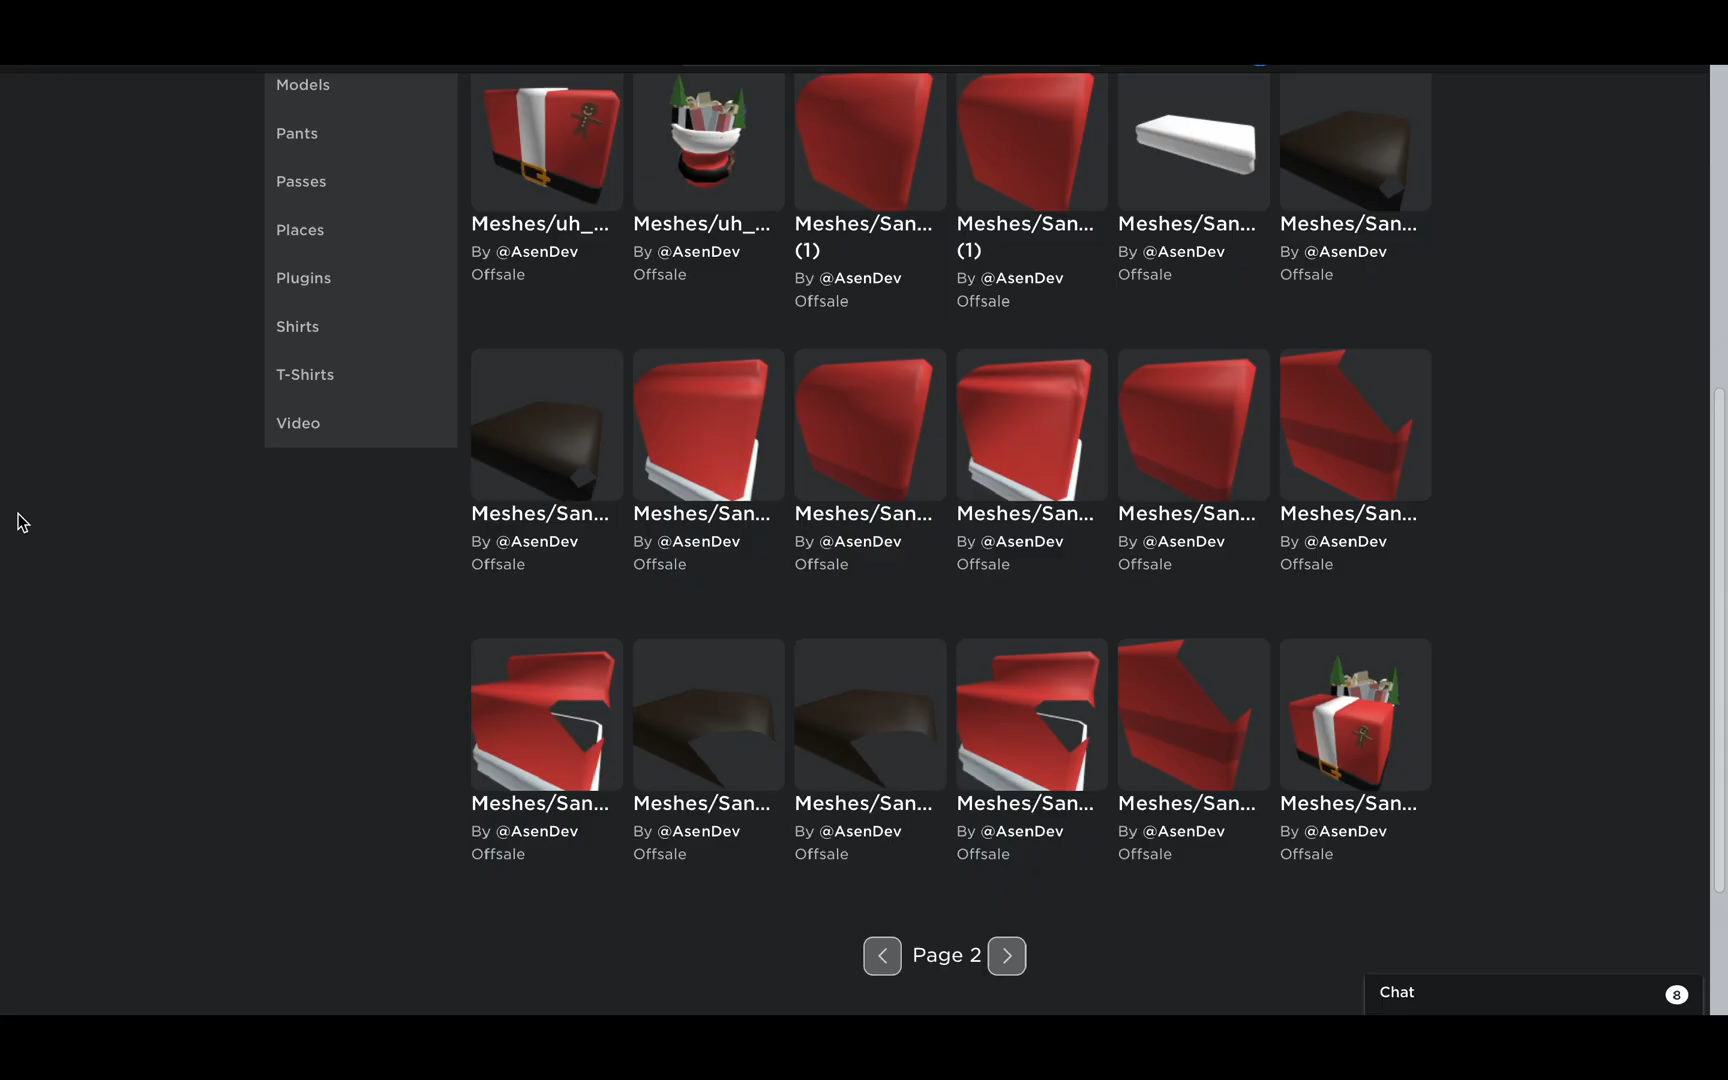 Models
Pants
Passes
Places
Plugins
Shirts
T-Shirts
Video
Meshes/uh_...
By @AsenDev
Offsale
Meshes/uh_...
By @AsenDev
Offsale
Meshes/San...
(1)
By @AsenDev
Offsale
Meshes/San...
(1)
By @AsenDev
Offsale
Meshes/San...
By @AsenDev
Offsale
Meshes/San...
By @AsenDev
Offsale
Meshes/San...
By @AsenDev
Offsale
Meshes/San...
By @AsenDev
Offsale
Meshes/San...
By @AsenDev
Offsale
Meshes/San...
By @AsenDev
Offsale
Meshes/San...
By @AsenDev
Offsale
Meshes/San...
By @AsenDev
Offsale
Meshes/San...
By @AsenDev
Offsale
Meshes/San...
By @AsenDev
Offsale
Meshes/San...
By @AsenDev
Offsale
Meshes/San...
By @AsenDev
Offsale
Meshes/San...
By @AsenDev
Offsale
Meshes/San...
By @AsenDev
Offsale
Page 2
Chat
8